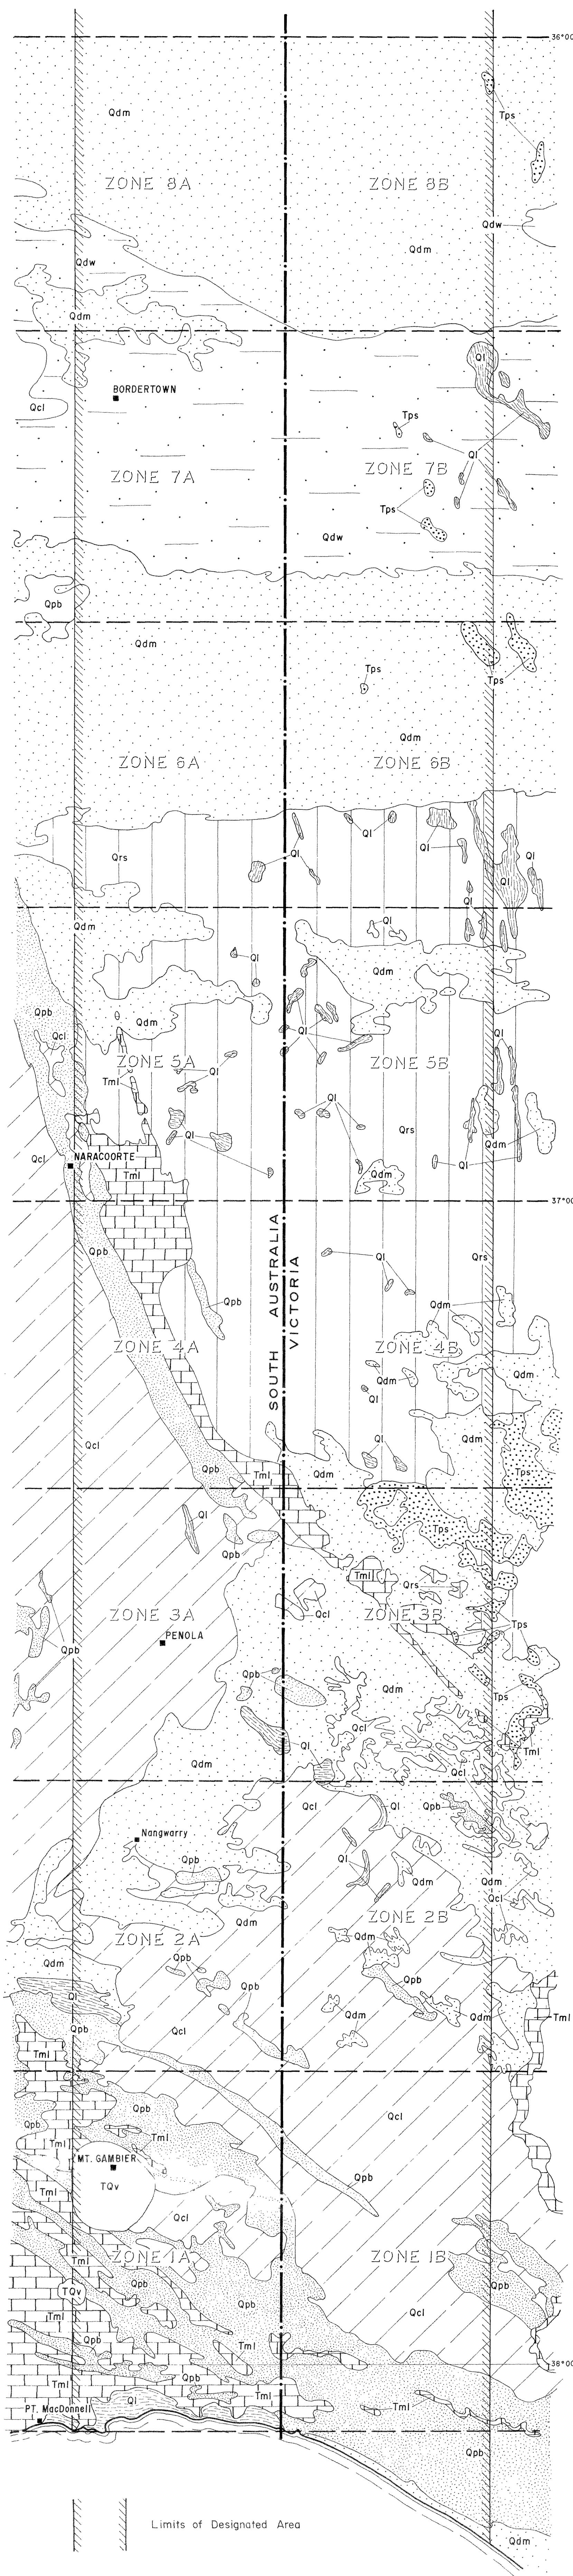 36°00
Qdm
Tps
ZONE 8A
ZONE 8B
Qdw
Qdm
Qdw
Qdm
Ql
BORDERTOWN
Qcl
Tps
Ql
ZONE 7B
ZONE 7A
Tps
Qdw
Qpb
Qdm
Tps
Tps
Qdm
ZONE 6A
ZONE 6B
Ql
Ql
Ql
Qrs
Ql
Ql
Ql
Ql
Qdm
Ql
Qdm
Qpb
Qdm
Ql
Ql
Qcl
ZONE 5A
ZONE 5B
Ql
Tml
Ql
Qrs
Ql
Qdm
Qcl
NARACOORTE
Ql
Tml
Qdm
37°00
SOUTH AUSTRALIA
VICTORIA
Qpb
Ql
Qrs
Qpb
Qdm
ZONE 4A
ZONE 4B
Qdm
Qdm
Ql
Qcl
Ql
Qdm
Qpb
Tml
Qdm
Tps
Ql
Tps
Qpb
Tml
Qrs
ZONE 3A
Qcl
ZONE 3B
Tps
PENOLA
Qpb
Qpb
Qdm
Tps
Qcl
Ql
Tml
Qdm
Qcl
Qcl
Ql
Qpb
Nangwarry
Qpb
Ql
Qdm
Qdm
Qcl
ZONE 2B
Qdm
ZONE 2A
Qdm
Qpb
Qdm
Qpb
Qpb
Ql
Qdm
Qdm
Tml
Qpb
Qcl
Tml
Qpb
Qcl
Qpb
Tml
Tml
MT. GAMBIER
Qpb
TQv
Tml
Qcl
Tml
ZONE 1A
ZONE 1B
Qpb
Qpb
TQv
Qpb
Qcl
Tml
Qpb
Tml
38°00
Qpb
Tml
Ql
Tml
Tml
PT. MacDonnell
Qpb
Limits of Designated Area
Qdm